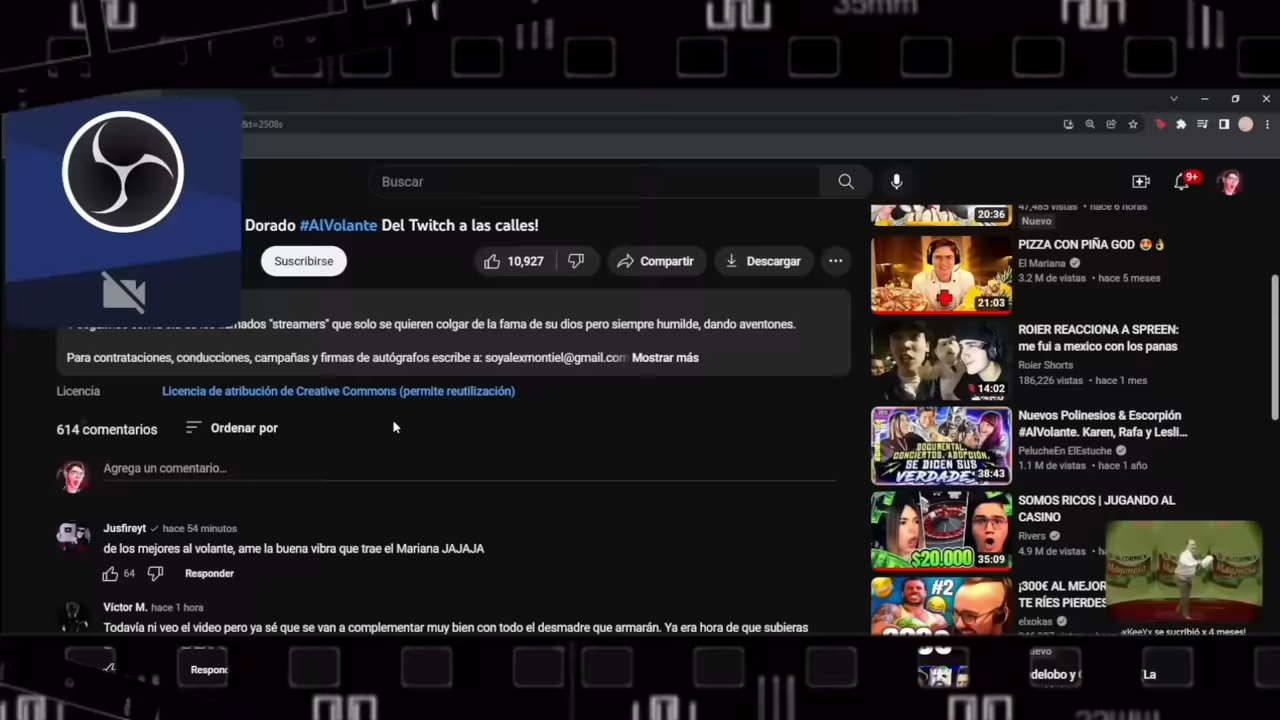 35mm
&t=2508s
Buscar
9+
Dorado #AlVolante Del Twitch a las calles!
Suscribirse
10,927
Compartir
Descargar
"streamers" que solo se quieren colgar de la fama de su dios pero siempre humilde, dando aventones.
Para contrataciones, conducciones, campañas y firmas de autógrafos escribe a: soyalexmontiel@gmail.com Mostrar más
Licencia
Licencia de atribución de Creative Commons (permite reutilización)
614 comentarios
Ordenar por
Agrega un comentario...
Jusfireyt hace 54 minutos
de los mejores al volante, ame la buena vibra que trae el Mariana JAJAJA
64
Responder
Víctor M. hace 1 hora
Todavía ni veo el video pero ya sé que se van a complementar muy bien con todo el desmadre que armarán. Ya era hora de que subieras
20:36
47,485 vistas • hace 6 horas
Nuevo
PIZZA CON PIÑA GOD 😍👌
El Mariana
3.2 M de vistas • hace 5 meses
21:03
ROIER REACCIONA A SPREEN:
me fui a mexico con los panas
Roier Shorts
186,226 vistas • hace 1 mes
14:02
Nuevos Polinesios & Escorpión
#AlVolante. Karen, Rafa y Lesli...
PelucheEn ElEstuche
1.1 M de vistas • hace 1 año
DOCUMENTAL,
CONCIERTOS, ADOPCIÓN,
SE DICEN SUS
VERDADES
38:43
SOMOS RICOS | JUGANDO AL
CASINO
Rivers
4.9 M de vistas
$20.000
35:09
Mayonesa
¡300€ AL MEJOR
TE RÍES PIERDES
elxokas
#2
xKeeYx se sucribió x 4 meses!
delobo y
La